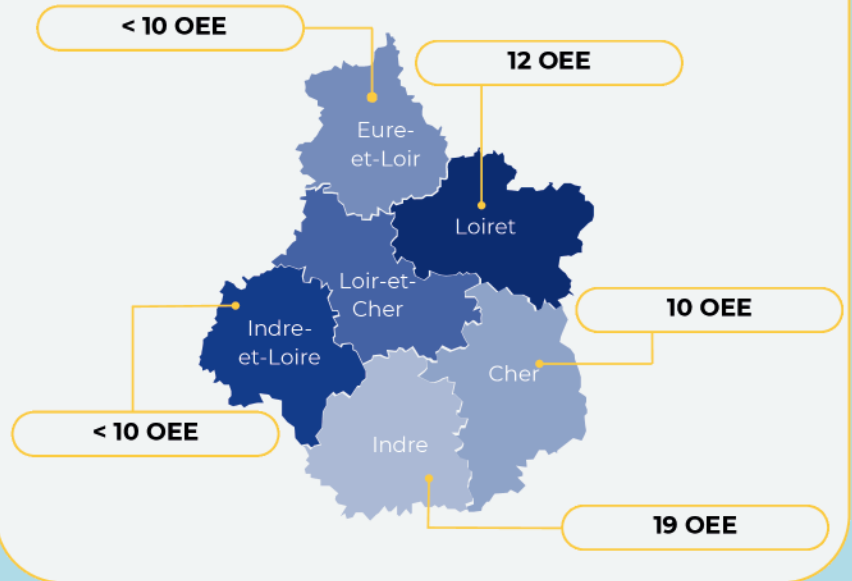 < 10 OEE
12 OEE
Eure-
et-Loir
Loiret
Loir-et-
Cher
10 OEE
Indre-
et-Loire
Cher
< 10 OEE
Indre
19 OEE